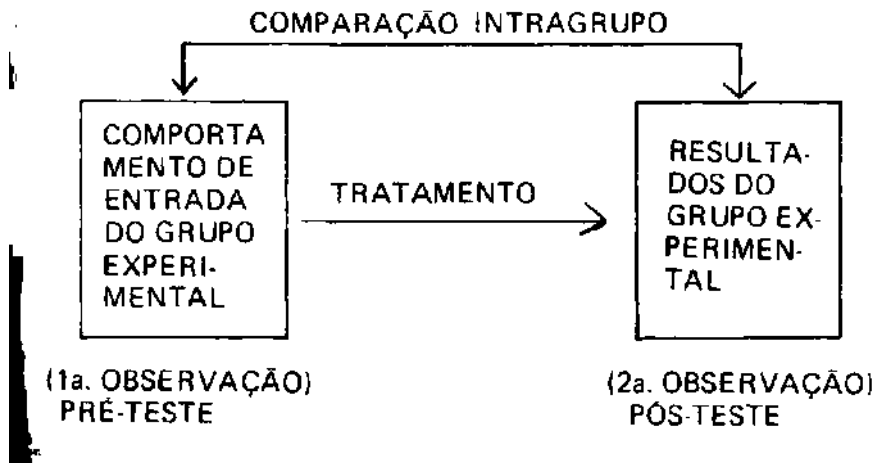 COMPARAÇÃO INTRAGRUPO
COMPORTA
MENTO DE
ENTRADA
DO GRUPO
EXPERI-
MENTAL
TRATAMENTO
RESULTA-
DOS DO
GRUPO EX-
PERIMEN-
TAL
(1a. OBSERVAÇÃO)
PRÉ-TESTE
(2a. OBSERVAÇÃO)
PÓS-TESTE